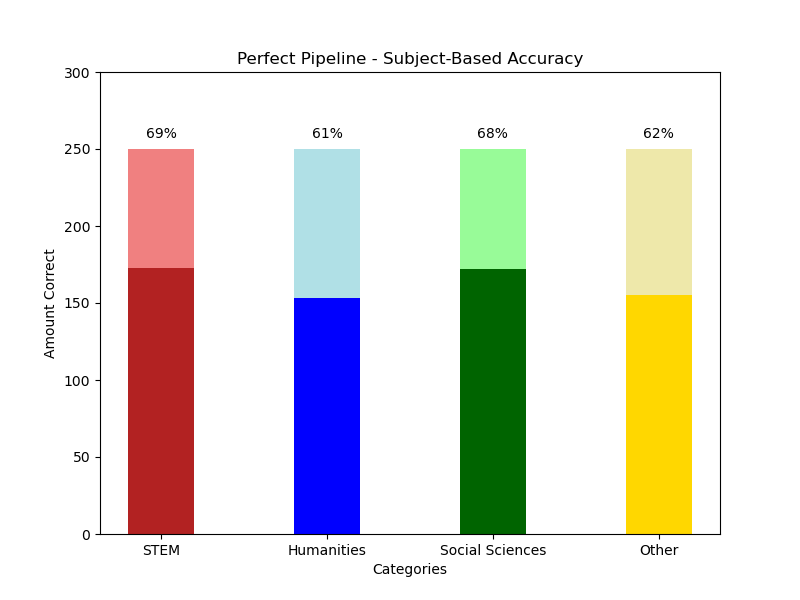 Perfect Pipeline - Subject-Based Accuracy
300
250
200
150
100
50
0
Amount Correct
69%
61%
68%
62%
STEM
Humanities
Social Sciences
Other
Categories